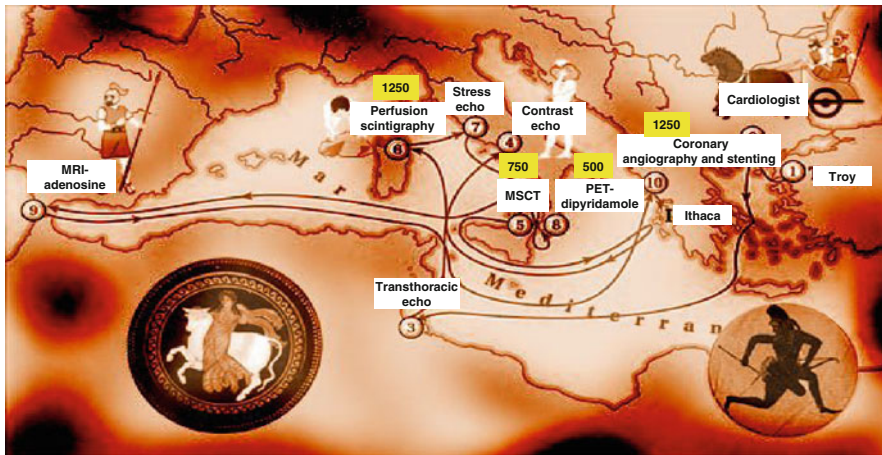 1250
Perfusion
scintigraphy
Stress
echo
Contrast
echo
Cardiologist
1250
Coronary
angiography and stenting
MRI-
adenosine
750
MSCT
500
PET-
dipyridamole
Troy
Ithaca
Transthoracic
echo
Mar
Mediterran
7
4
6
1
10
9
5
8
3